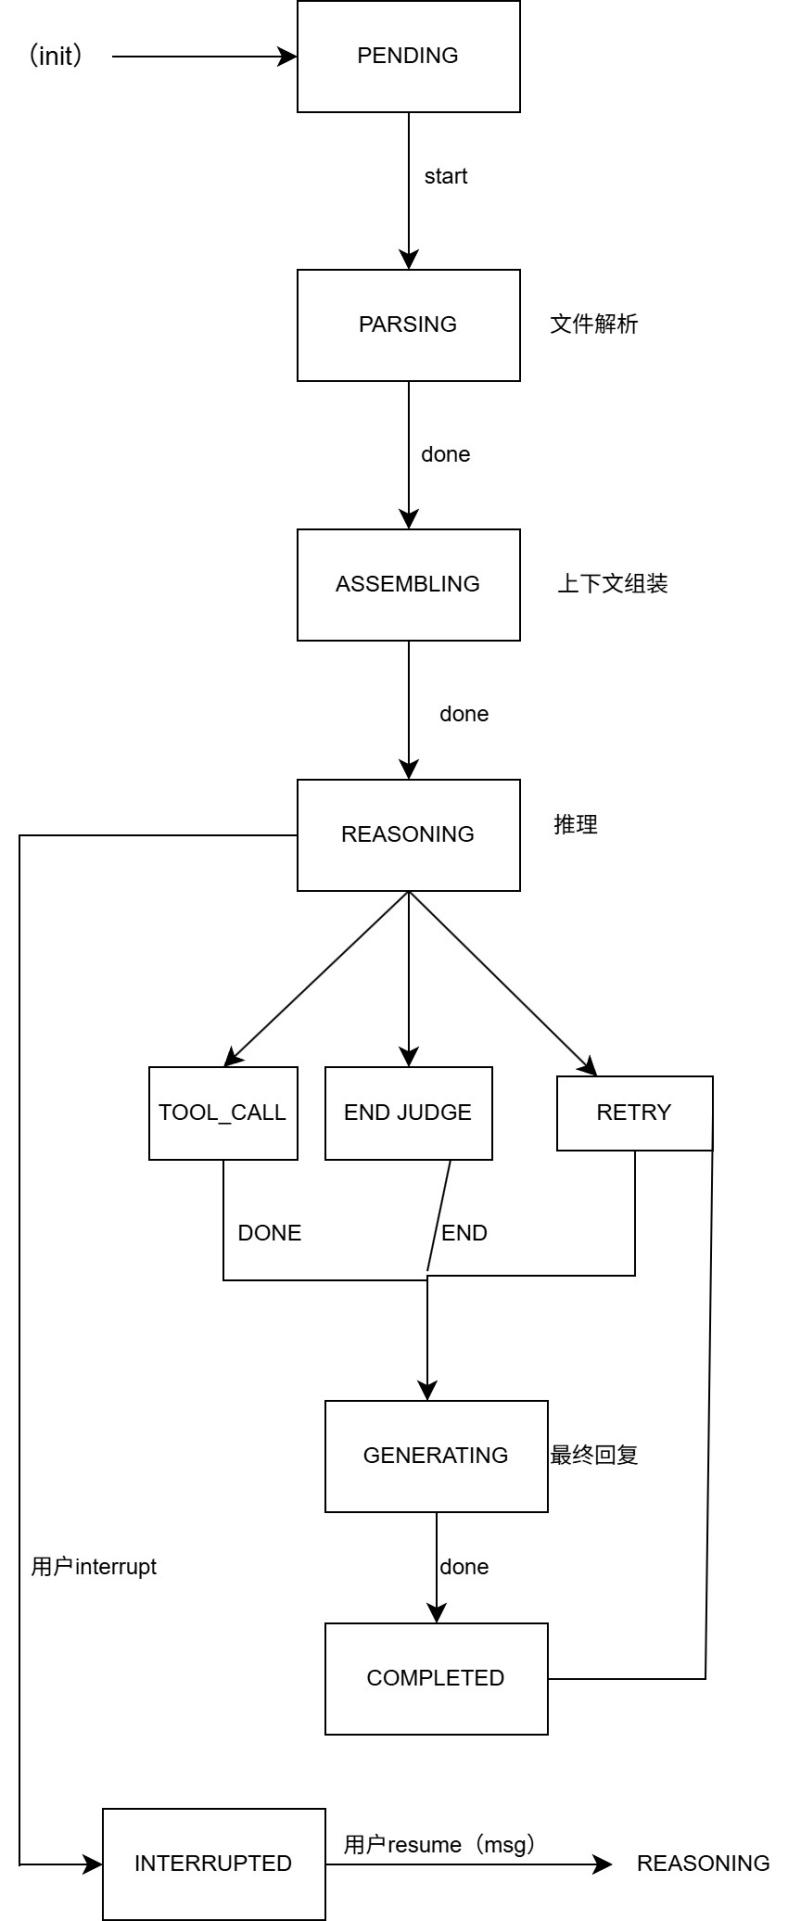 （init）
PENDING
start
PARSING
文件解析
done
ASSEMBLING
上下文组装
done
REASONING
推理
TOOL_CALL
END JUDGE
RETRY
DONE
END
GENERATING
最终回复
用户interrupt
done
COMPLETED
INTERRUPTED
用户resume（msg）
REASONING